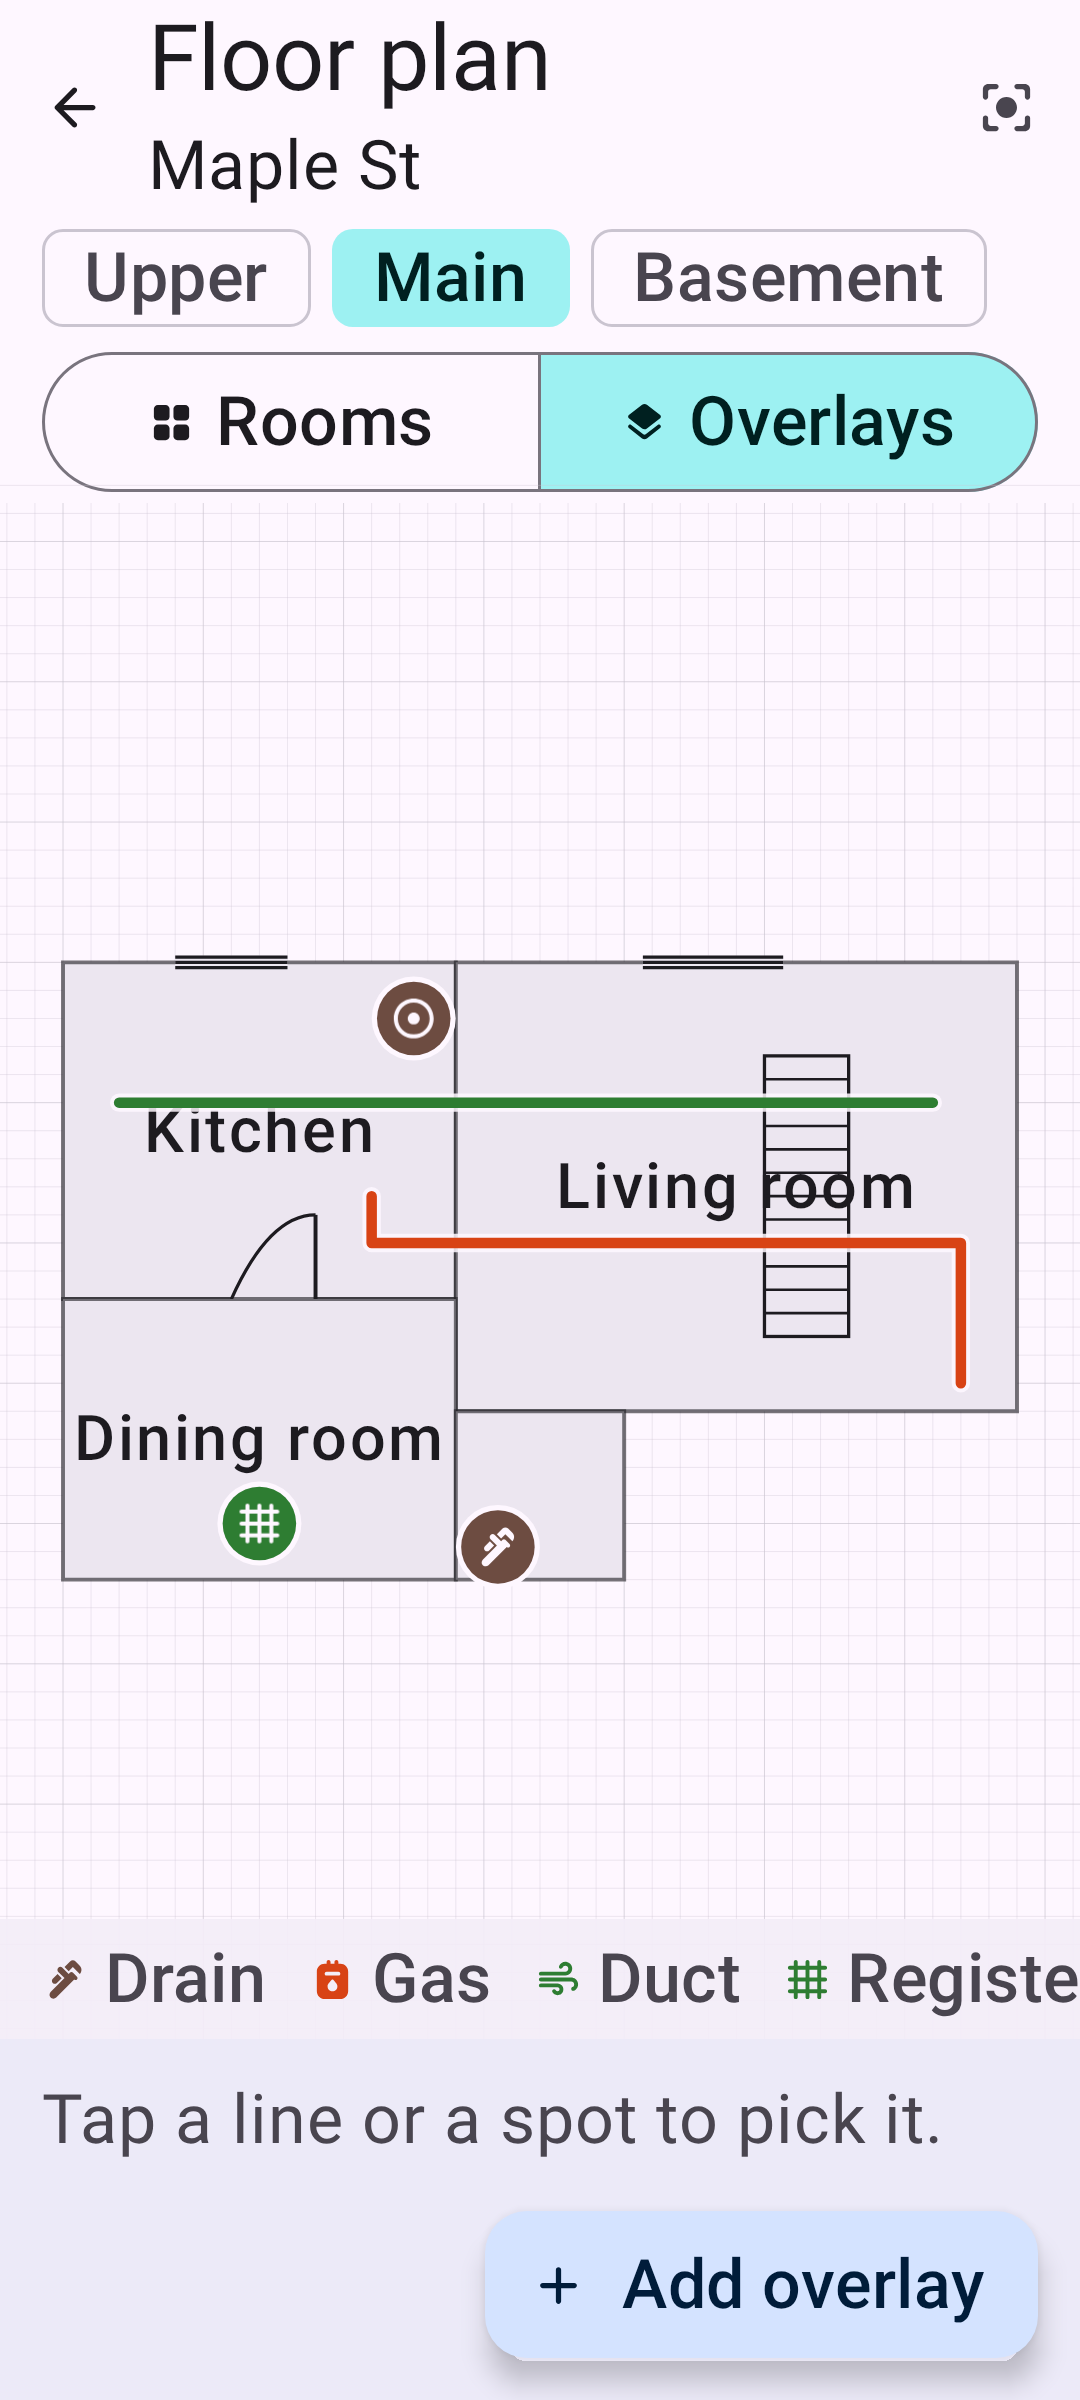 Floor plan
Maple St
Upper
Main
Basement
Rooms
Overlays
Kitchen
Living room
Dining room
Drain
Gas
Duct
Registe
Tap a line or a spot to pick it.
Add overlay